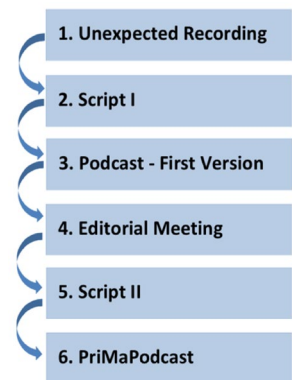 1. Unexpected Recording
2. Script I
3. Podcast - First Version
4. Editorial Meeting
5. Script II
6. PriMaPodcast